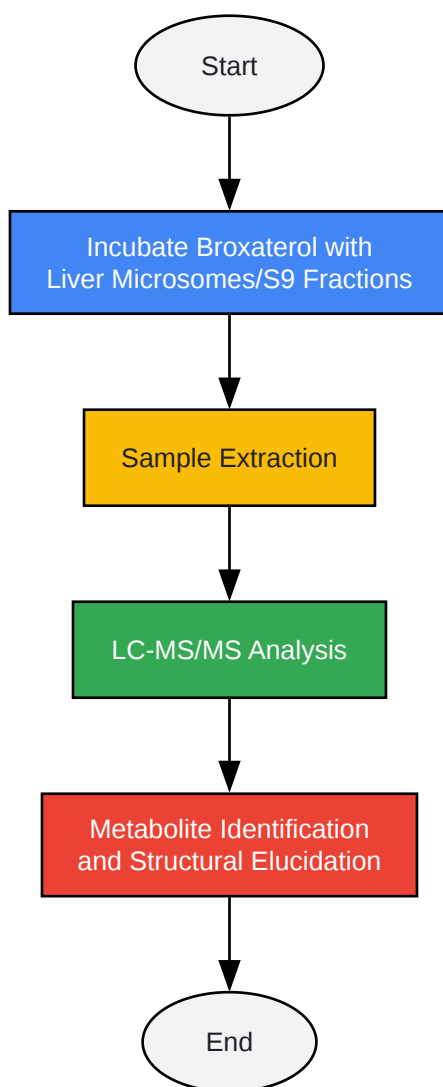 Start
Incubate Broxaterol with
Liver Microsomes/S9 Fractions
Sample Extraction
LC-MS/MS Analysis
Metabolite Identification
and Structural Elucidation
End